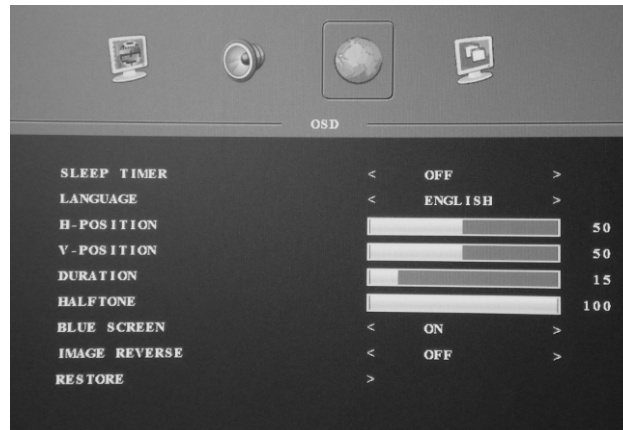 OSD
SLEEP TIMER < OFF >
LANGUAGE < ENGLISH >
H-POSITION 50
V-POSITION 50
DURATION 15
HALFTONE 100
BLUE SCREEN < ON >
IMAGE REVERSE < OFF >
RESTORE >